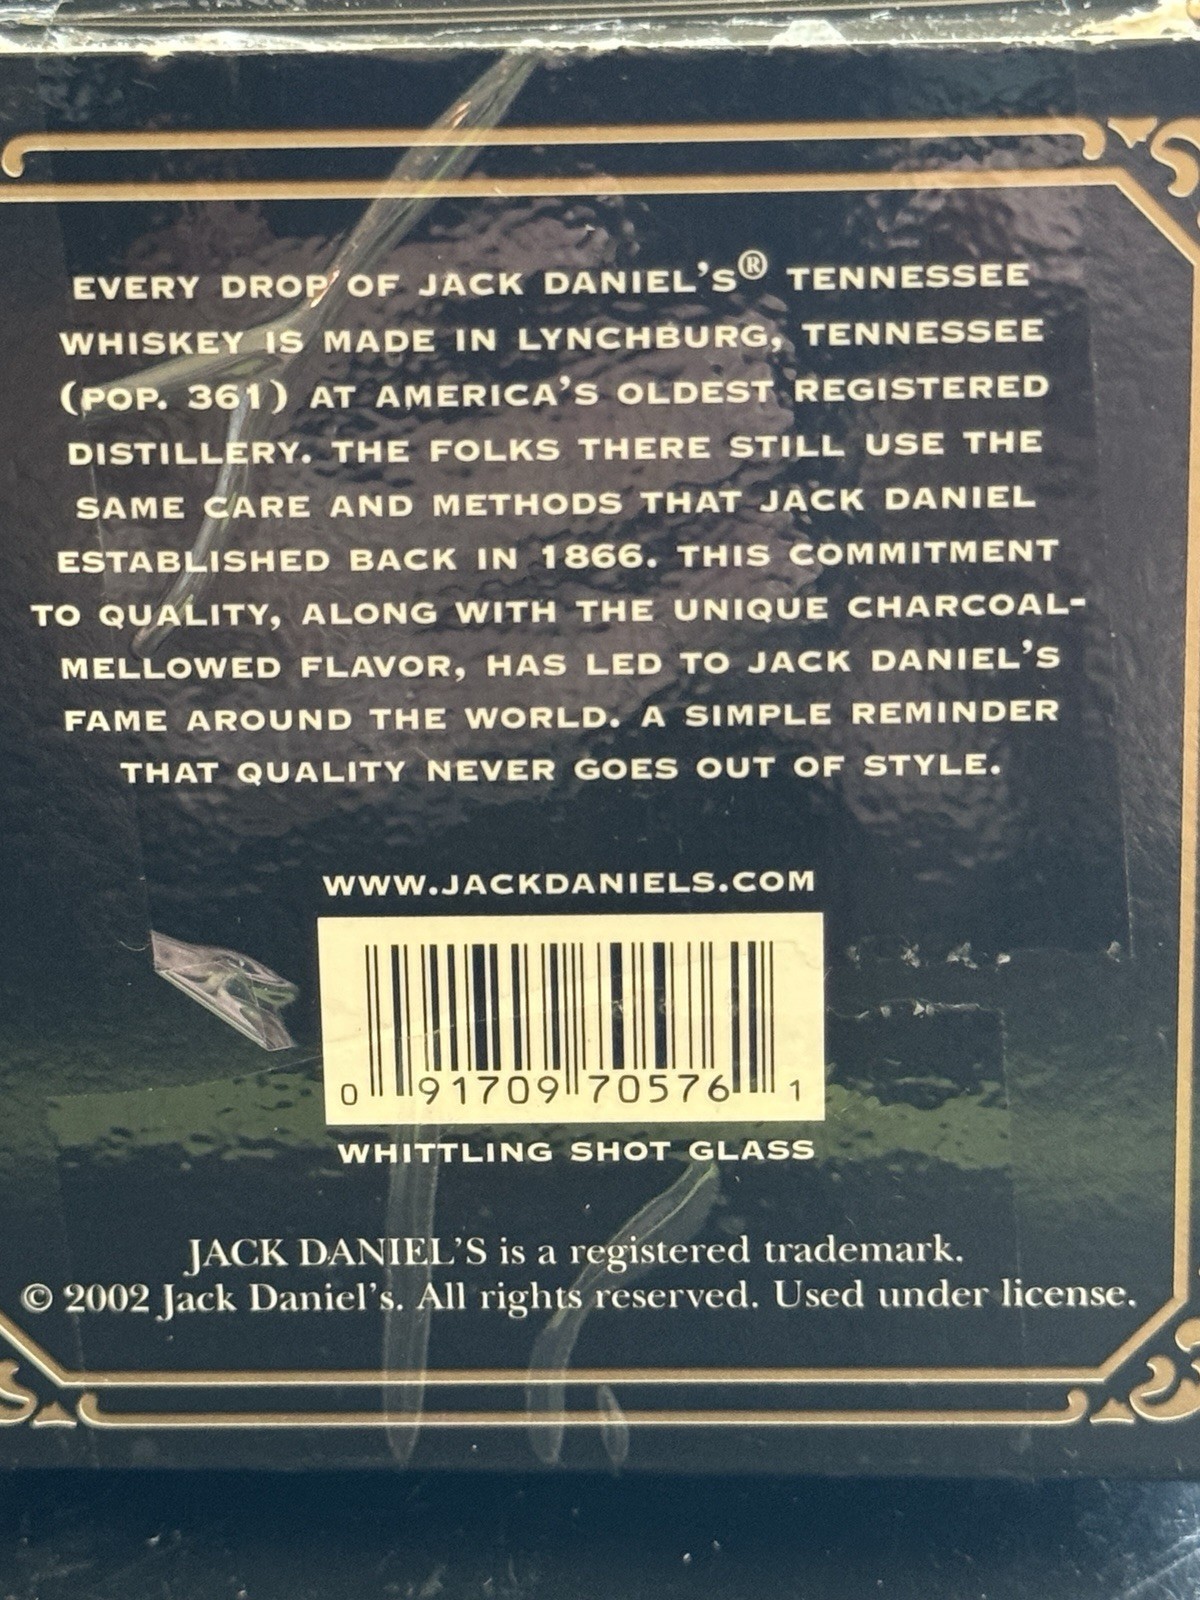 EVERY DROP OF JACK DANIEL'S® TENNESSEE
WHISKEY IS MADE IN LYNCHBURG, TENNESSEE
(POP. 361) AT AMERICA'S OLDEST REGISTERED
DISTILLERY. THE FOLKS THERE STILL USE THE
SAME CARE AND METHODS THAT JACK DANIEL
ESTABLISHED BACK IN 1866. THIS COMMITMENT
TO QUALITY, ALONG WITH THE UNIQUE CHARCOAL-
MELLOWED FLAVOR, HAS LED TO JACK DANIEL'S
FAME AROUND THE WORLD. A SIMPLE REMINDER
THAT QUALITY NEVER GOES OUT OF STYLE.
WWW.JACKDANIELS.COM
0 91709 70576 1
WHITTLING SHOT GLASS
JACK DANIEL'S is a registered trademark.
© 2002 Jack Daniel's. All rights reserved. Used under license.